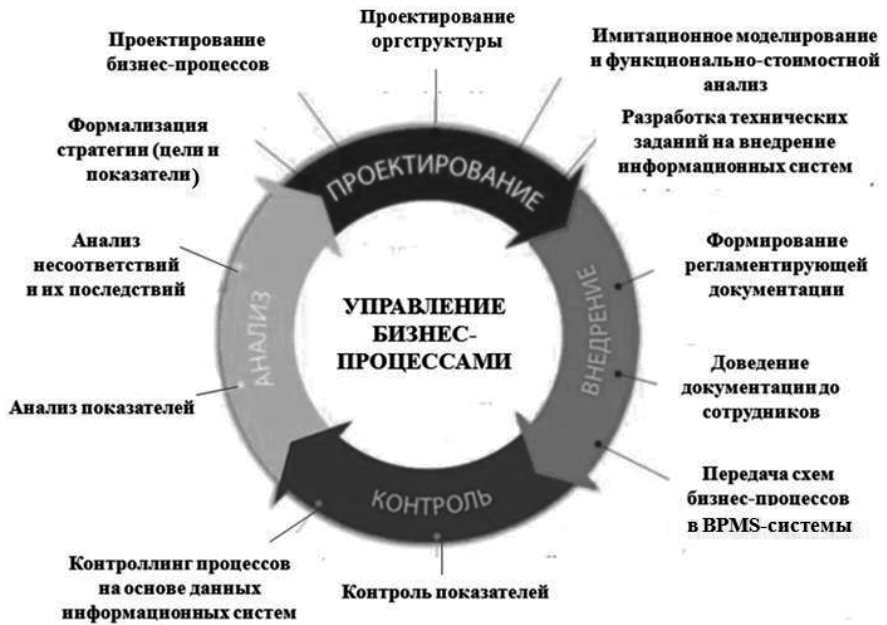 Проектирование
оргструктуры
Проектирование
бизнес-процессов
Имитационное моделирование
и функционально-стоимостной
анализ
Формализация
стратегии (цели и
показатели)
Разработка технических
заданий на внедрение
информационных систем
ПРОЕКТИРОВАНИЕ
Анализ
несоответствий
и их последствий
Формирование
регламентирующей
документации
УПРАВЛЕНИЕ
БИЗНЕС-
ПРОЦЕССАМИ
АНАЛИЗ
ВНЕДРЕНИЕ
Анализ показателей
Доведение
документации до
сотрудников
КОНТРОЛЬ
Передача схем
бизнес-процессов
в BPMS-системы
Контроллинг процессов
на основе данных
информационных систем
Контроль показателей